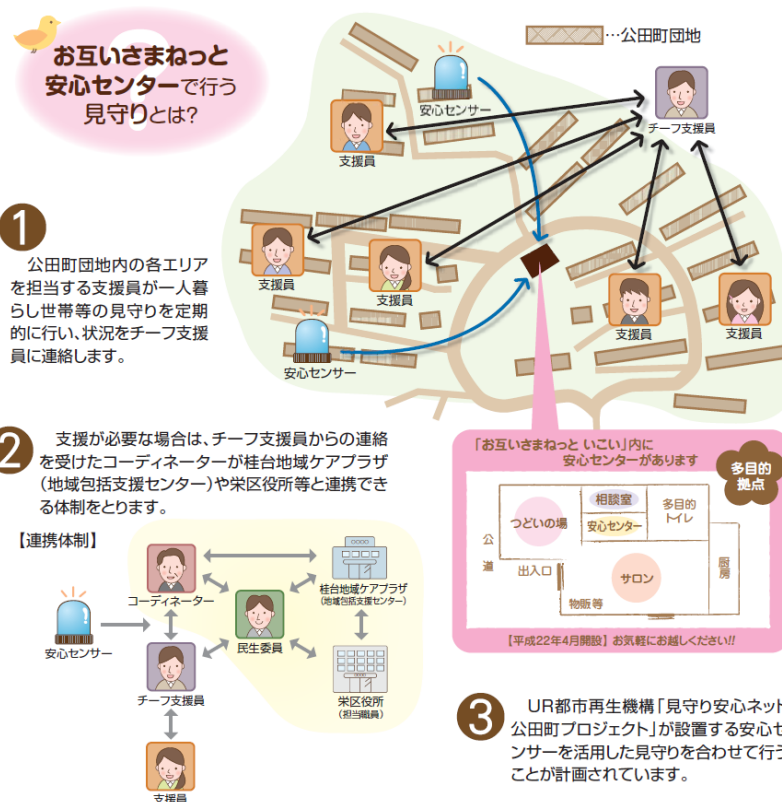 お互いさまねっと
安心センターで行う
見守りとは?
…公田町団地
安心センサー
チーフ支援員
支援員
支援員
支援員
支援員
支援員
安心センサー
1
公田町団地内の各エリア
を担当する支援員が一人暮
らし世帯等の見守りを定期
的に行い、状況をチーフ支援
員に連絡します。
2
支援が必要な場合は、チーフ支援員からの連絡
を受けたコーディネーターが桂台地域ケアプラザ
(地域包括支援センター)や栄区役所等と連携でき
る体制をとります。
【連携体制】
コーディネーター
桂台地域ケアプラザ
(地域包括支援センター)
安心センサー
民生委員
チーフ支援員
栄区役所
(担当職員)
支援員
「お互いさまねっと いこい」内に
安心センターがあります
多目的
拠点
つどいの場
相談室
安心センター
多目的
トイレ
公道
出入口
サロン
厨房
物販等
【平成22年4月開設】 お気軽にお越しください!!
3
UR都市再生機構「見守り安心ネット
公田町プロジェクト」が設置する安心セ
ンサーを活用した見守りを合わせて行う
ことが計画されています。